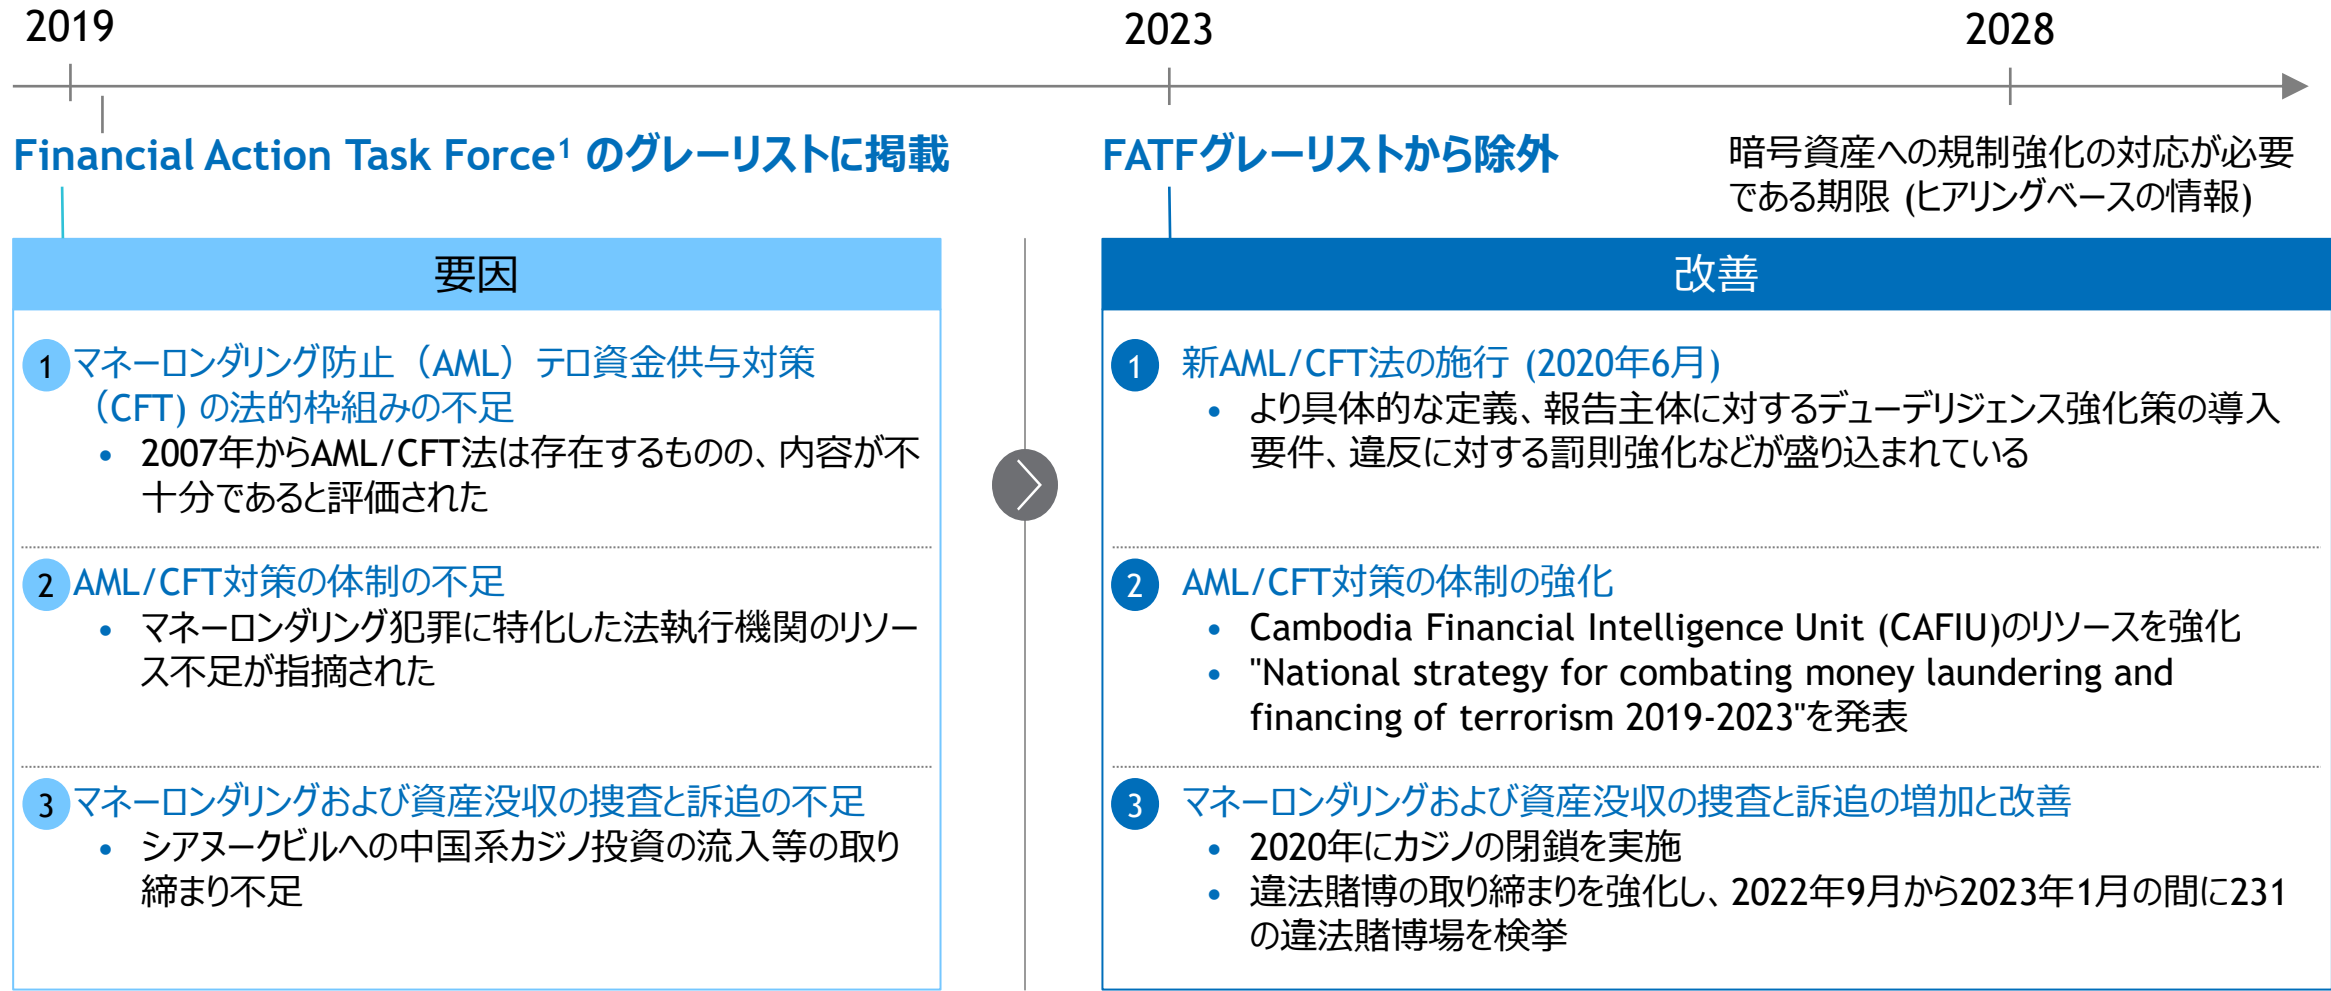 2019
2023
2028
Financial Action Task Force¹ のグレーリストに掲載
FATFグレーリストから除外
暗号資産への規制強化の対応が必要
である期限 (ヒアリングベースの情報)
要因
1 マネーロンダリング防止（AML）テロ資金供与対策
（CFT) の法的枠組みの不足
• 2007年からAML/CFT法は存在するものの、内容が不
十分であると評価された
2 AML/CFT対策の体制の不足
• マネーロンダリング犯罪に特化した法執行機関のリソー
ス不足が指摘された
3 マネーロンダリングおよび資産没収の捜査と訴追の不足
• シアヌークビルへの中国系カジノ投資の流入等の取り
締まり不足
改善
1 新AML/CFT法の施行 (2020年6月)
• より具体的な定義、報告主体に対するデューデリジェンス強化策の導入
要件、違反に対する罰則強化などが盛り込まれている
2 AML/CFT対策の体制の強化
• Cambodia Financial Intelligence Unit (CAFIU)のリソースを強化
• "National strategy for combating money laundering and
financing of terrorism 2019-2023"を発表
3 マネーロンダリングおよび資産没収の捜査と訴追の増加と改善
• 2020年にカジノの閉鎖を実施
• 違法賭博の取り締まりを強化し、2022年9月から2023年1月の間に231
の違法賭博場を検挙